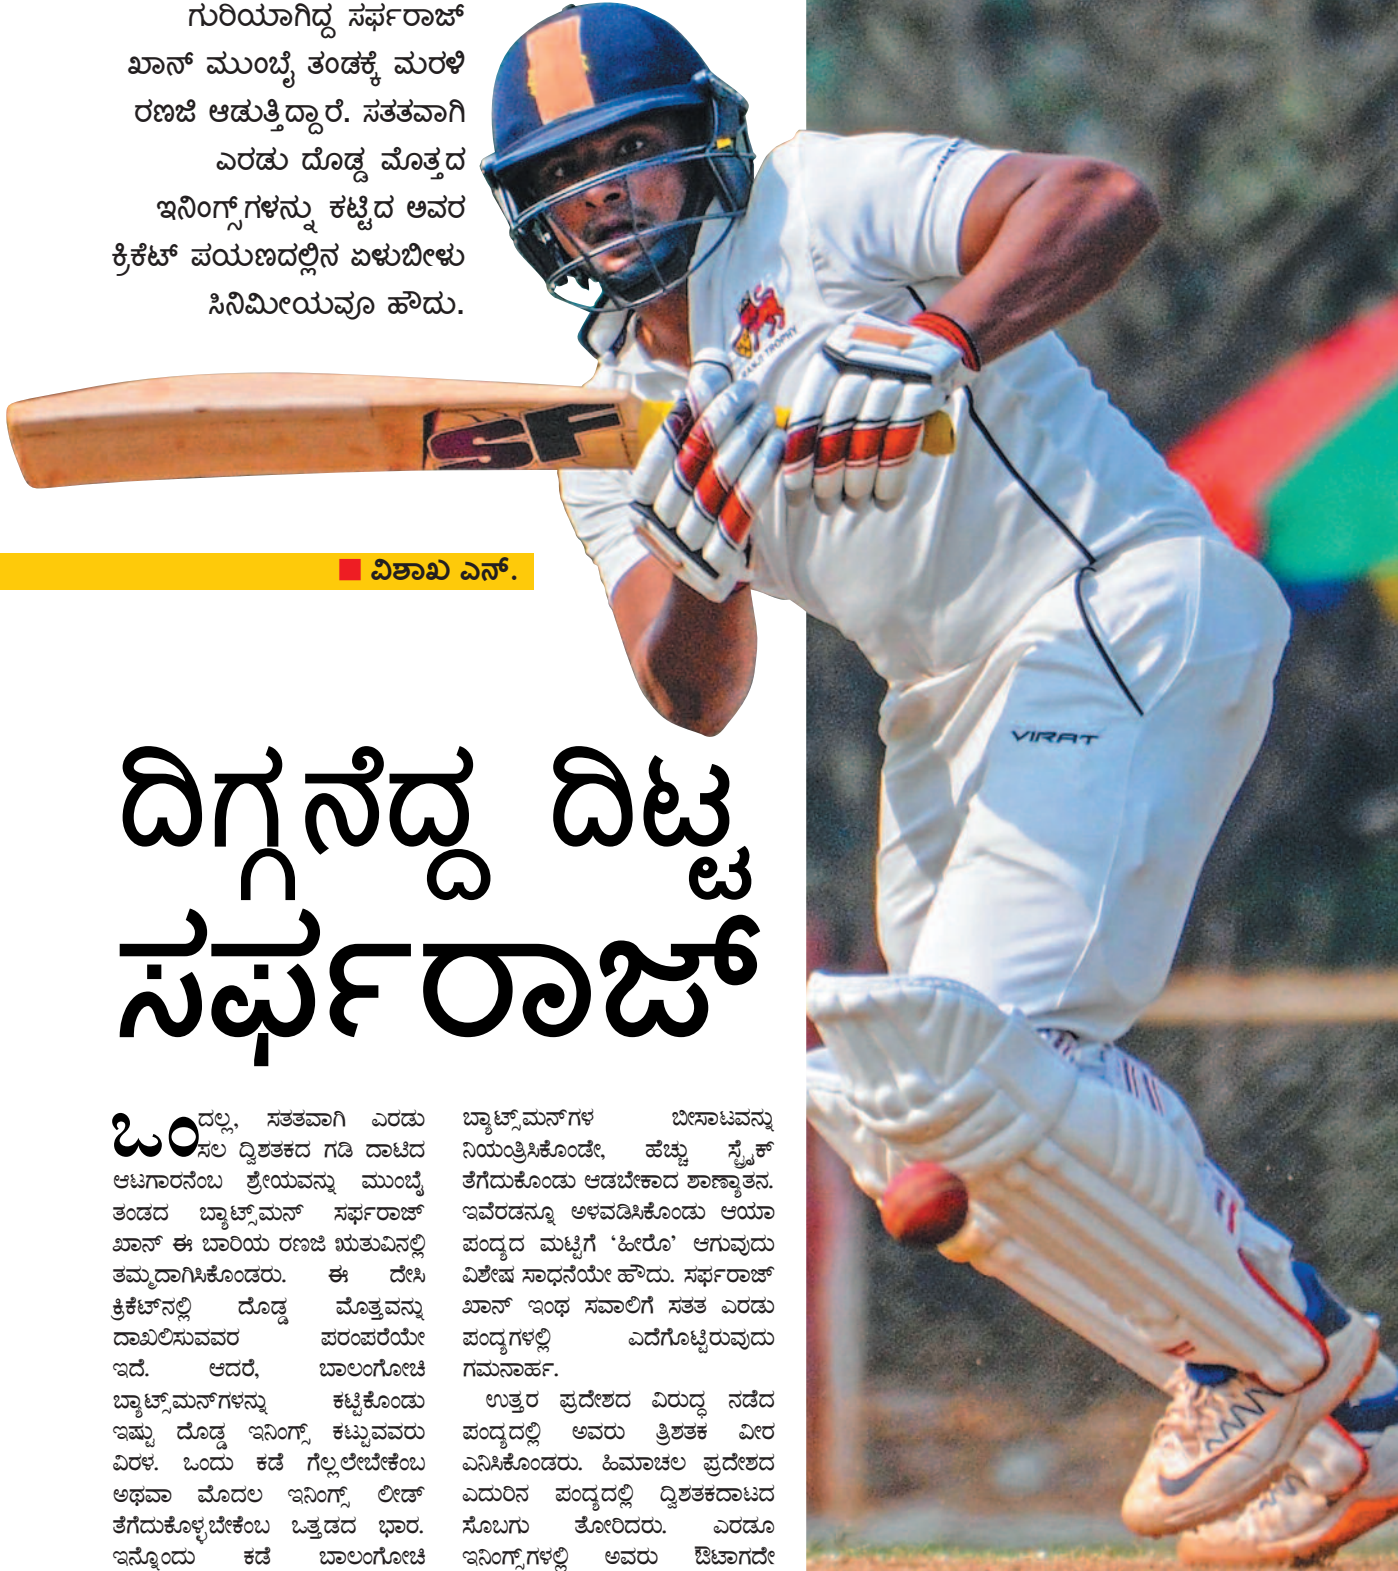 ಗುರಿಯಾಗಿದ್ದ ಸರ್ಫರಾಜ್
ಖಾನ್ ಮುಂಬೈ ತಂಡಕ್ಕೆ ಮರಳಿ
ರಣಜಿ ಆಡುತ್ತಿದ್ದಾರೆ. ಸತತವಾಗಿ
ಎರಡು ದೊಡ್ಡ ಮೊತ್ತದ
ಇನಿಂಗ್ಸ್‌ಗಳನ್ನು ಕಟ್ಟಿದ ಅವರ
ಕ್ರಿಕೆಟ್ ಪಯಣದಲ್ಲಿನ ಏಳುಬೀಳು
ಸಿನಿಮೀಯವೂ ಹೌದು.
RANJI TROPHY
SF
ವಿಶಾಖ ಎನ್.
VIRAT
ದಿಗ್ಗನೆದ್ದ ದಿಟ್ಟ
ಸರ್ಫರಾಜ್
ಒಂದಲ್ಲ, ಸತತವಾಗಿ ಎರಡು
ಸಲ ದ್ವಿಶತಕದ ಗಡಿ ದಾಟಿದ
ಆಟಗಾರನೆಂಬ ಶ್ರೇಯವನ್ನು ಮುಂಬೈ
ತಂಡದ ಬ್ಯಾಟ್ಸ್‌ಮನ್ ಸರ್ಫರಾಜ್
ಖಾನ್ ಈ ಬಾರಿಯ ರಣಜಿ ಋತುವಿನಲ್ಲಿ
ತಮ್ಮದಾಗಿಸಿಕೊಂಡರು. ಈ ದೇಸಿ
ಕ್ರಿಕೆಟ್‌ನಲ್ಲಿ ದೊಡ್ಡ ಮೊತ್ತವನ್ನು
ದಾಖಲಿಸುವವರ ಪರಂಪರೆಯೇ
ಇದೆ. ಆದರೆ, ಬಾಲಂಗೋಚಿ
ಬ್ಯಾಟ್ಸ್‌ಮನ್‌ಗಳನ್ನು ಕಟ್ಟಿಕೊಂಡು
ಇಷ್ಟು ದೊಡ್ಡ ಇನಿಂಗ್ಸ್ ಕಟ್ಟುವವರು
ವಿರಳ. ಒಂದು ಕಡೆ ಗೆಲ್ಲಲೇಬೇಕೆಂಬ
ಅಥವಾ ಮೊದಲ ಇನಿಂಗ್ಸ್ ಲೀಡ್
ತೆಗೆದುಕೊಳ್ಳಬೇಕೆಂಬ ಒತ್ತಡದ ಭಾರ.
ಇನ್ನೊಂದು ಕಡೆ ಬಾಲಂಗೋಚಿ
ಬ್ಯಾಟ್ಸ್‌ಮನ್‌ಗಳ ಬೀಸಾಟವನ್ನು
ನಿಯಂತ್ರಿಸಿಕೊಂಡೇ, ಹೆಚ್ಚು ಸ್ಟ್ರೈಕ್
ತೆಗೆದುಕೊಂಡು ಆಡಬೇಕಾದ ಶಾಣ್ಯಾತನ.
ಇವೆರಡನ್ನೂ ಅಳವಡಿಸಿಕೊಂಡು ಆಯಾ
ಪಂದ್ಯದ ಮಟ್ಟಿಗೆ ‘ಹೀರೊ’ ಆಗುವುದು
ವಿಶೇಷ ಸಾಧನೆಯೇ ಹೌದು. ಸರ್ಫರಾಜ್
ಖಾನ್ ಇಂಥ ಸವಾಲಿಗೆ ಸತತ ಎರಡು
ಪಂದ್ಯಗಳಲ್ಲಿ ಎದೆಗೊಟ್ಟಿರುವುದು
ಗಮನಾರ್ಹ.
ಉತ್ತರ ಪ್ರದೇಶದ ವಿರುದ್ಧ ನಡೆದ
ಪಂದ್ಯದಲ್ಲಿ ಅವರು ತ್ರಿಶತಕ ವೀರ
ಎನಿಸಿಕೊಂಡರು. ಹಿಮಾಚಲ ಪ್ರದೇಶದ
ಎದುರಿನ ಪಂದ್ಯದಲ್ಲಿ ದ್ವಿಶತಕದಾಟದ
ಸೊಬಗು ತೋರಿದರು. ಎರಡೂ
ಇನಿಂಗ್ಸ್‌ಗಳಲ್ಲಿ ಅವರು ಔಟಾಗದೇ